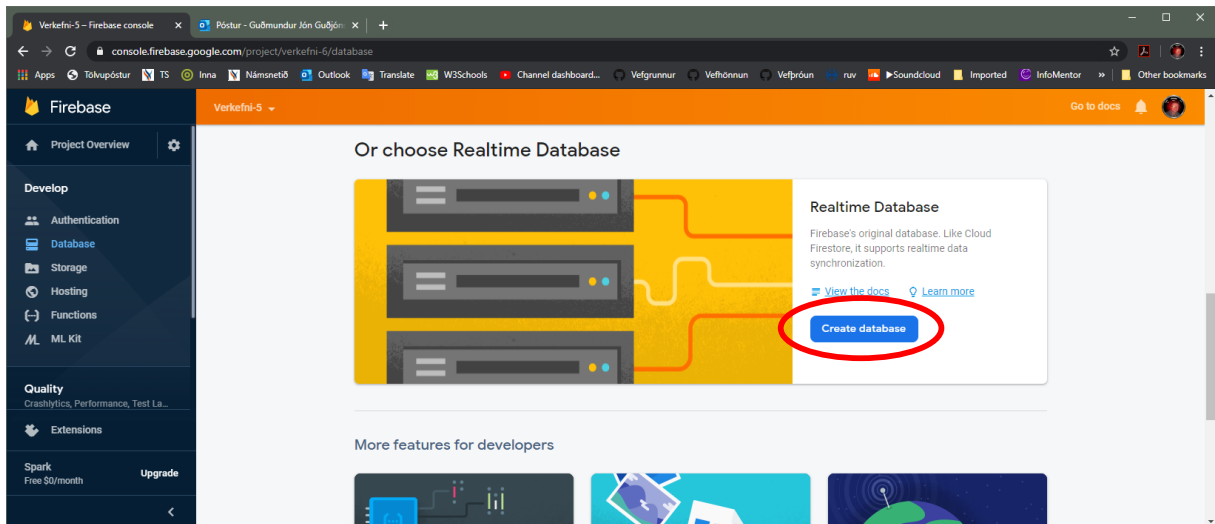 Verkefni-5 – Firebase console
Póstur - Guðmundur Jón Guðjón
console.firebase.google.com/project/verkefni-6/database
Apps Tölvupóstur TS Inna Námsnetið Outlook Translate W3Schools Channel dashboard... Vefgrunnur Vefhönnun Vefþróun ruv ▶Soundcloud Imported InfoMentor » Other bookmarks
Firebase
Verkefni-5
Go to docs
Project Overview
Or choose Realtime Database
Develop
Authentication
Database
Storage
Hosting
Functions
ML Kit
Realtime Database
Firebase's original database. Like Cloud
Firestore, it supports realtime data
synchronization.
View the docs Learn more
Create database
Quality
Crashlytics, Performance, Test La...
Extensions
Spark
Free $0/month
Upgrade
More features for developers